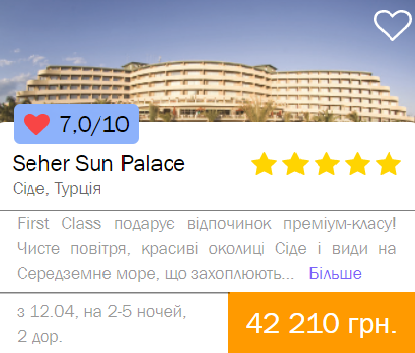 7,0/10
Seher Sun Palace
Сіде, Турція
First Class подарує відпочинок преміум-класу!
Чисте повітря, красиві околиці Сіде і види на
Середземне море, що захоплюють... Більше
з 12.04, на 2-5 ночей,
2 дор.
42 210 грн.